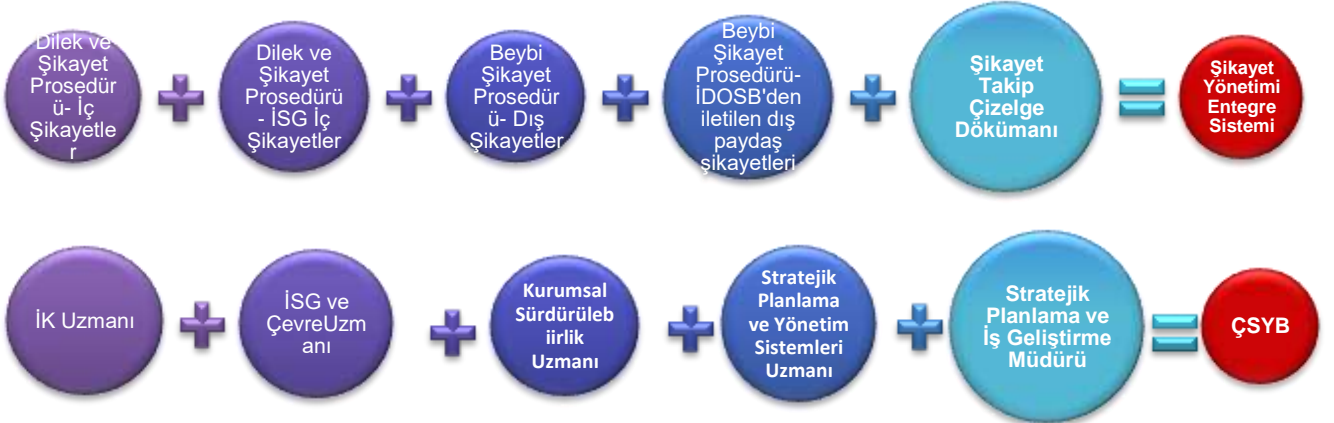 Dilek ve
Şikayet
Prosedür
ü- İç
Şikayetle
r
Dilek ve
Şikayet
Prosedürü
- İSG İç
Şikayetler
Beybi
Şikayet
Prosedür
ü- Dış
Şikayetler
Beybi
Şikayet
Prosedürü-
İDOSB'den
iletilen dış
paydaş
şikayetleri
Şikayet
Takip
Çizelge
Dökümanı
Şikayet
Yönetimi
Entegre
Sistemi
İK Uzmanı
İSG ve
ÇevreUzm
anı
Kurumsal
Sürdürüleb
iirlik
Uzmanı
Stratejik
Planlama
ve Yönetim
Sistemleri
Uzmanı
Stratejik
Planlama ve
İş Geliştirme
Müdürü
ÇSYB